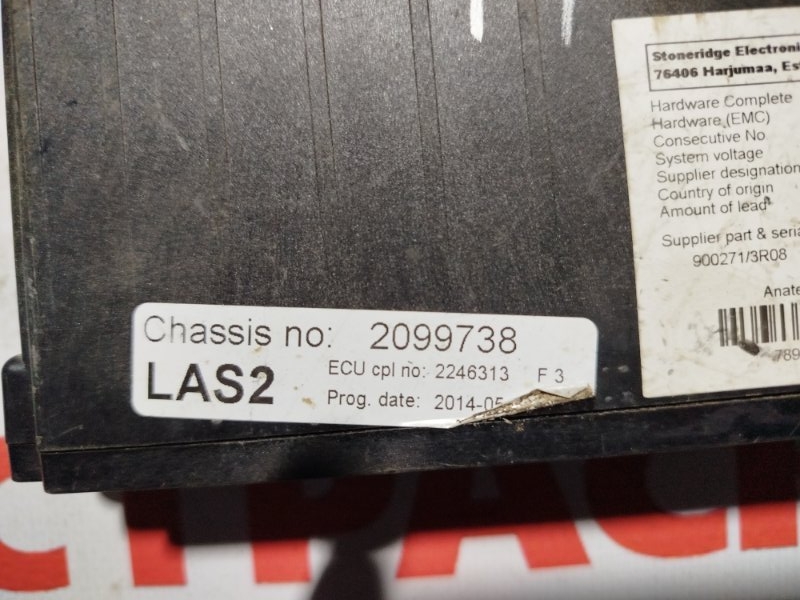 Stoneridge Electroni
76406 Harjumaa, Es
Hardware Complete
Hardware (EMC)
Consecutive No
System voltage
Supplier designation
Country of origin
Amount of lead
Supplier part & seria
900271/3R08
Anate
789
Chassis no: 2099738
LAS2
ECU cpl no: 2246313 F 3
Prog. date: 2014-05
СТРАС